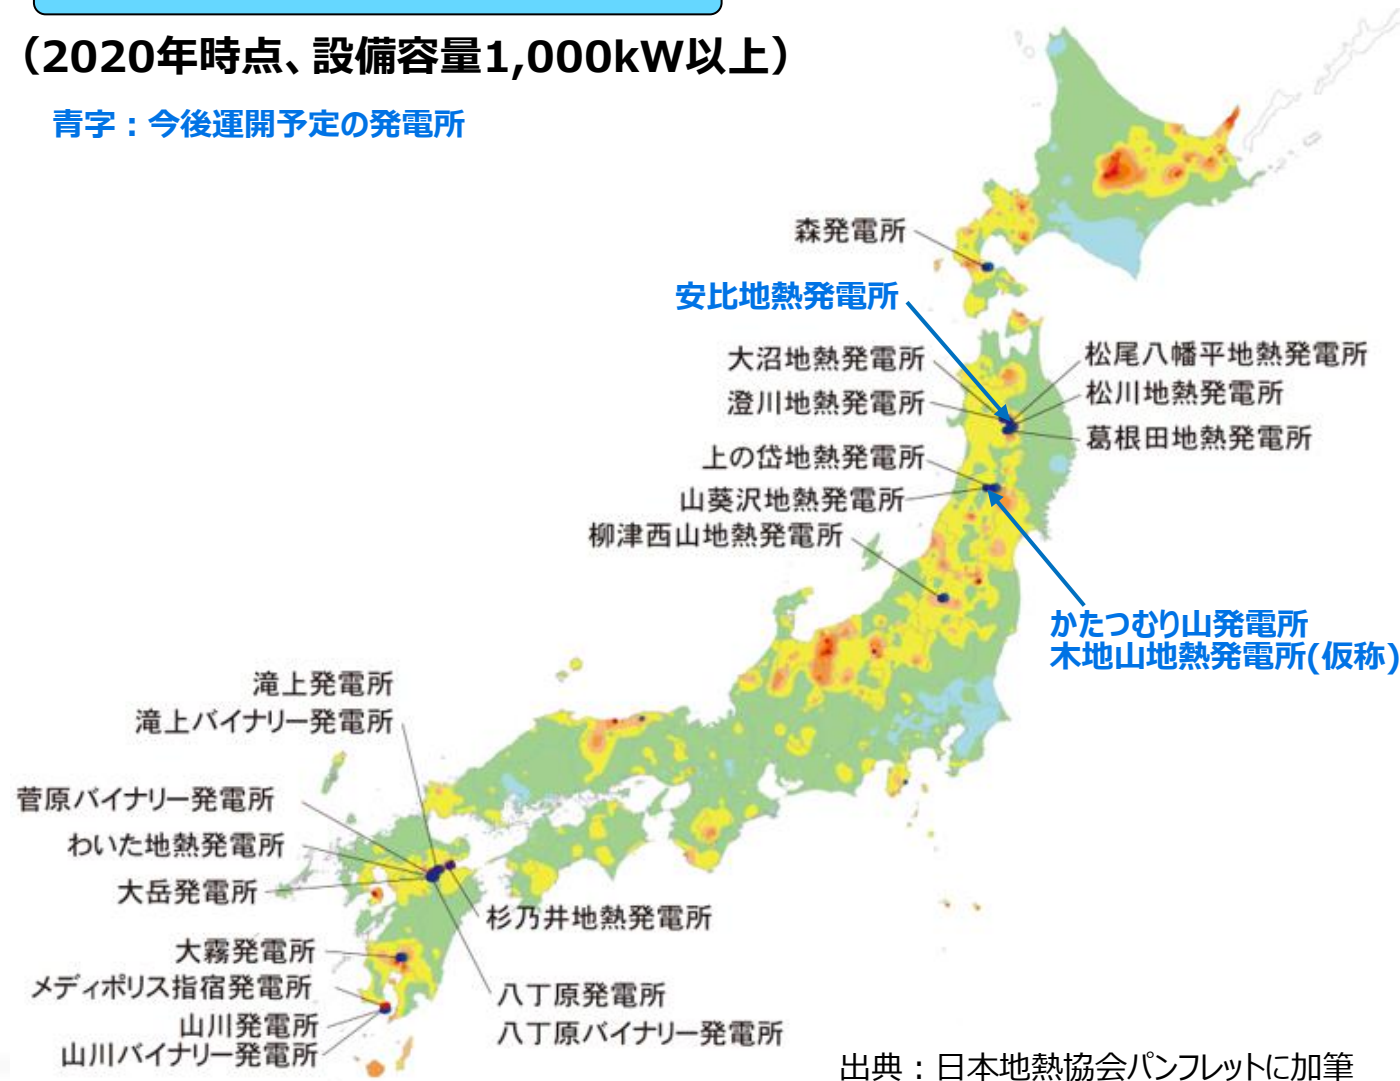 （2020年時点、設備容量1,000kW以上）
青字：今後運開予定の発電所
森発電所
安比地熱発電所
大沼地熱発電所
澄川地熱発電所
上の岱地熱発電所
山葵沢地熱発電所
柳津西山地熱発電所
松尾八幡平地熱発電所
松川地熱発電所
葛根田地熱発電所
かたつむり山発電所
木地山地熱発電所(仮称)
滝上発電所
滝上バイナリー発電所
菅原バイナリー発電所
わいた地熱発電所
大岳発電所
杉乃井地熱発電所
大霧発電所
メディポリス指宿発電所
山川発電所
山川バイナリー発電所
八丁原発電所
八丁原バイナリー発電所
出典：日本地熱協会パンフレットに加筆